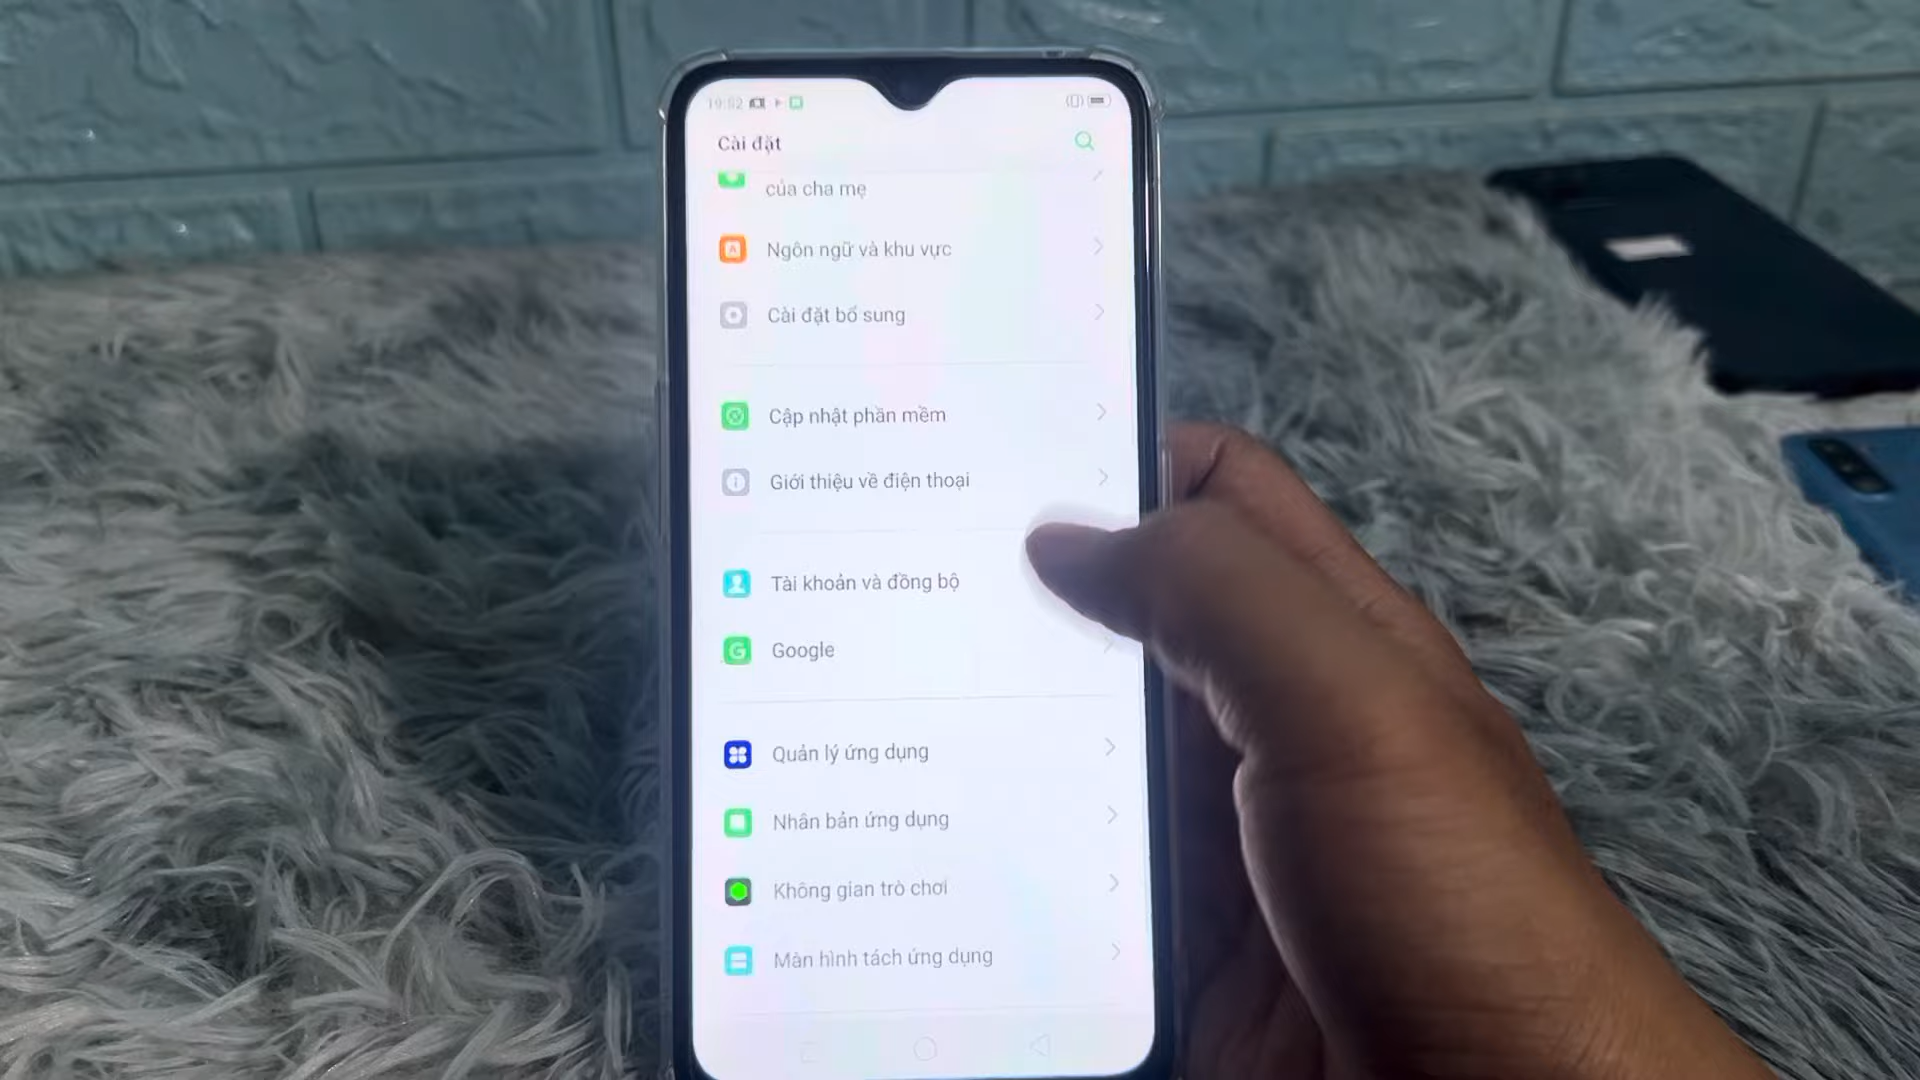 19:52
Cài đặt
của cha mẹ
Ngôn ngữ và khu vực
Cài đặt bổ sung
Cập nhật phần mềm
Giới thiệu về điện thoại
Tài khoản và đồng bộ
Google
Quản lý ứng dụng
Nhân bản ứng dụng
Không gian trò chơi
Màn hình tách ứng dụng